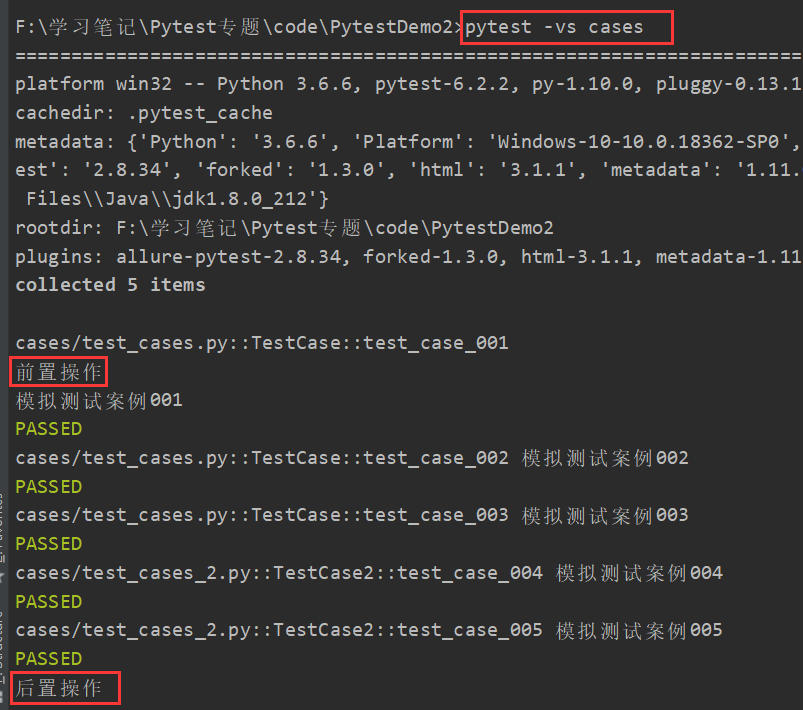 F:\学习笔记\Pytest专题\code\PytestDemo2>pytest -vs cases
================================================================================
platform win32 -- Python 3.6.6, pytest-6.2.2, py-1.10.0, pluggy-0.13.1
cachedir: .pytest_cache
metadata: {'Python': '3.6.6', 'Platform': 'Windows-10-10.0.18362-SP0',
est': '2.8.34', 'forked': '1.3.0', 'html': '3.1.1', 'metadata': '1.11.
Files\\Java\\jdk1.8.0_212'}
rootdir: F:\学习笔记\Pytest专题\code\PytestDemo2
plugins: allure-pytest-2.8.34, forked-1.3.0, html-3.1.1, metadata-1.11
collected 5 items
cases/test_cases.py::TestCase::test_case_001
前置操作
模拟测试案例001
PASSED
cases/test_cases.py::TestCase::test_case_002 模拟测试案例002
PASSED
cases/test_cases.py::TestCase::test_case_003 模拟测试案例003
PASSED
cases/test_cases_2.py::TestCase2::test_case_004 模拟测试案例004
PASSED
cases/test_cases_2.py::TestCase2::test_case_005 模拟测试案例005
PASSED
后置操作